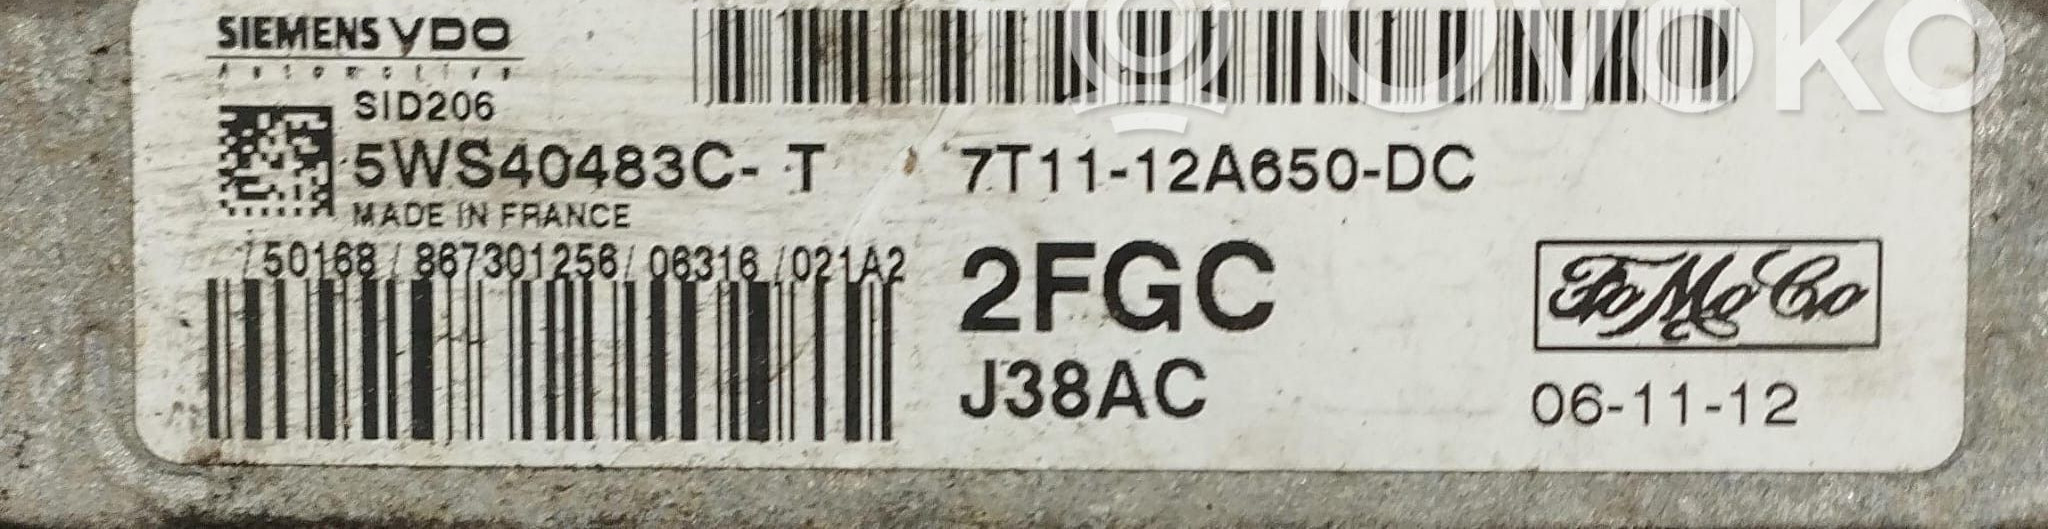 SIEMENS VDO
Automotive
SID206
5WS40483C- T
MADE IN FRANCE
/50168/867301256/06316/021A2
7T11-12A650-DC
2FGC
J38AC
FoMoCo
06-11-12
OVOKO